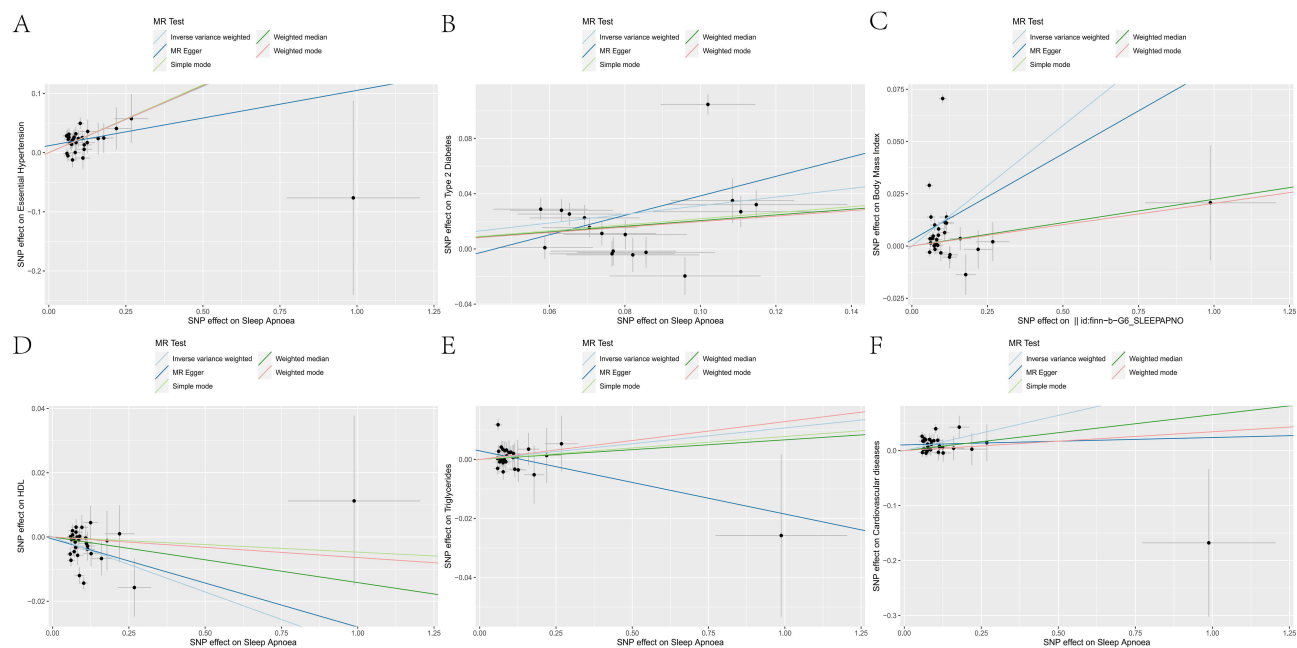 A
MR Test
Inverse variance weighted
Weighted median
MR Egger
Weighted mode
Simple mode
0.1
0.0
−0.1
−0.2
SNP effect on Essential Hypertension
0.00
0.25
0.50
0.75
1.00
1.25
SNP effect on Sleep Apnoea
B
MR Test
Inverse variance weighted
Weighted median
MR Egger
Weighted mode
Simple mode
0.08
0.04
0.00
−0.04
SNP effect on Type 2 Diabetes
0.06
0.08
0.10
0.12
0.14
SNP effect on Sleep Apnoea
C
MR Test
Inverse variance weighted
Weighted median
MR Egger
Weighted mode
Simple mode
0.075
0.050
0.025
0.000
−0.025
SNP effect on Body Mass Index
0.00
0.25
0.50
0.75
1.00
1.25
SNP effect on || id:finn−b−G6_SLEEPAPNO
D
MR Test
Inverse variance weighted
Weighted median
MR Egger
Weighted mode
Simple mode
0.04
0.02
0.00
−0.02
SNP effect on HDL
0.00
0.25
0.50
0.75
1.00
1.25
SNP effect on Sleep Apnoea
E
MR Test
Inverse variance weighted
Weighted median
MR Egger
Weighted mode
Simple mode
0.00
−0.02
−0.04
SNP effect on Triglycerides
0.00
0.25
0.50
0.75
1.00
1.25
SNP effect on Sleep Apnoea
F
MR Test
Inverse variance weighted
Weighted median
MR Egger
Weighted mode
Simple mode
0.1
0.0
−0.1
−0.2
−0.3
SNP effect on Cardiovascular diseases
0.00
0.25
0.50
0.75
1.00
1.25
SNP effect on Sleep Apnoea